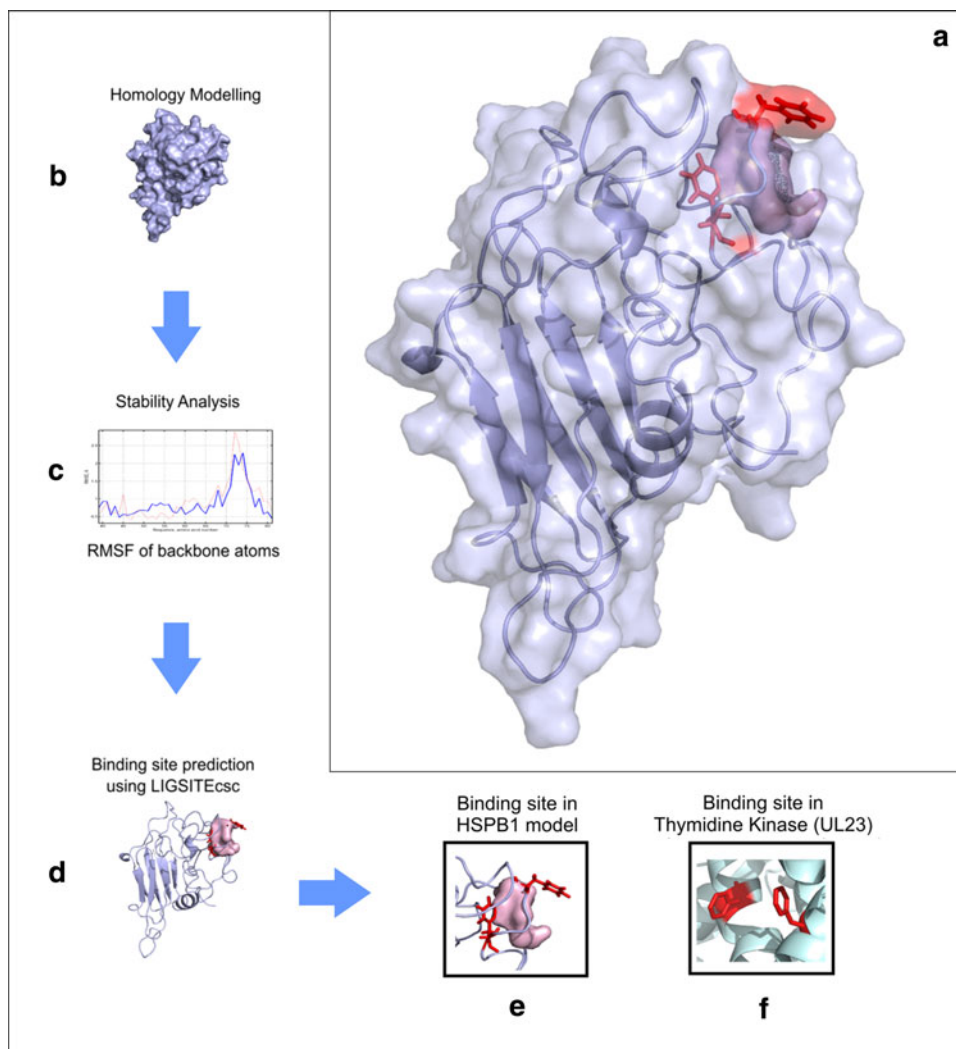 a
Homology Modelling
b
Stability Analysis
c
RMSF of backbone atoms
Binding site prediction
using LIGSITEcsc
d
Binding site in
HSPB1 model
e
Binding site in
Thymidine Kinase (UL23)
f